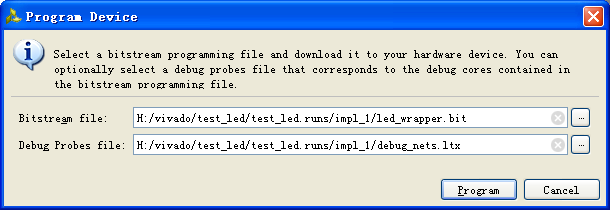 Program Device
Select a bitstream programming file and download it to your hardware device. You can
optionally select a debug probes file that corresponds to the debug cores contained in
the bitstream programming file.
Bitstream file: H:/vivado/test_led/test_led.runs/impl_1/led_wrapper.bit ...
Debug Probes file: H:/vivado/test_led/test_led.runs/impl_1/debug_nets.ltx ...
Program Cancel